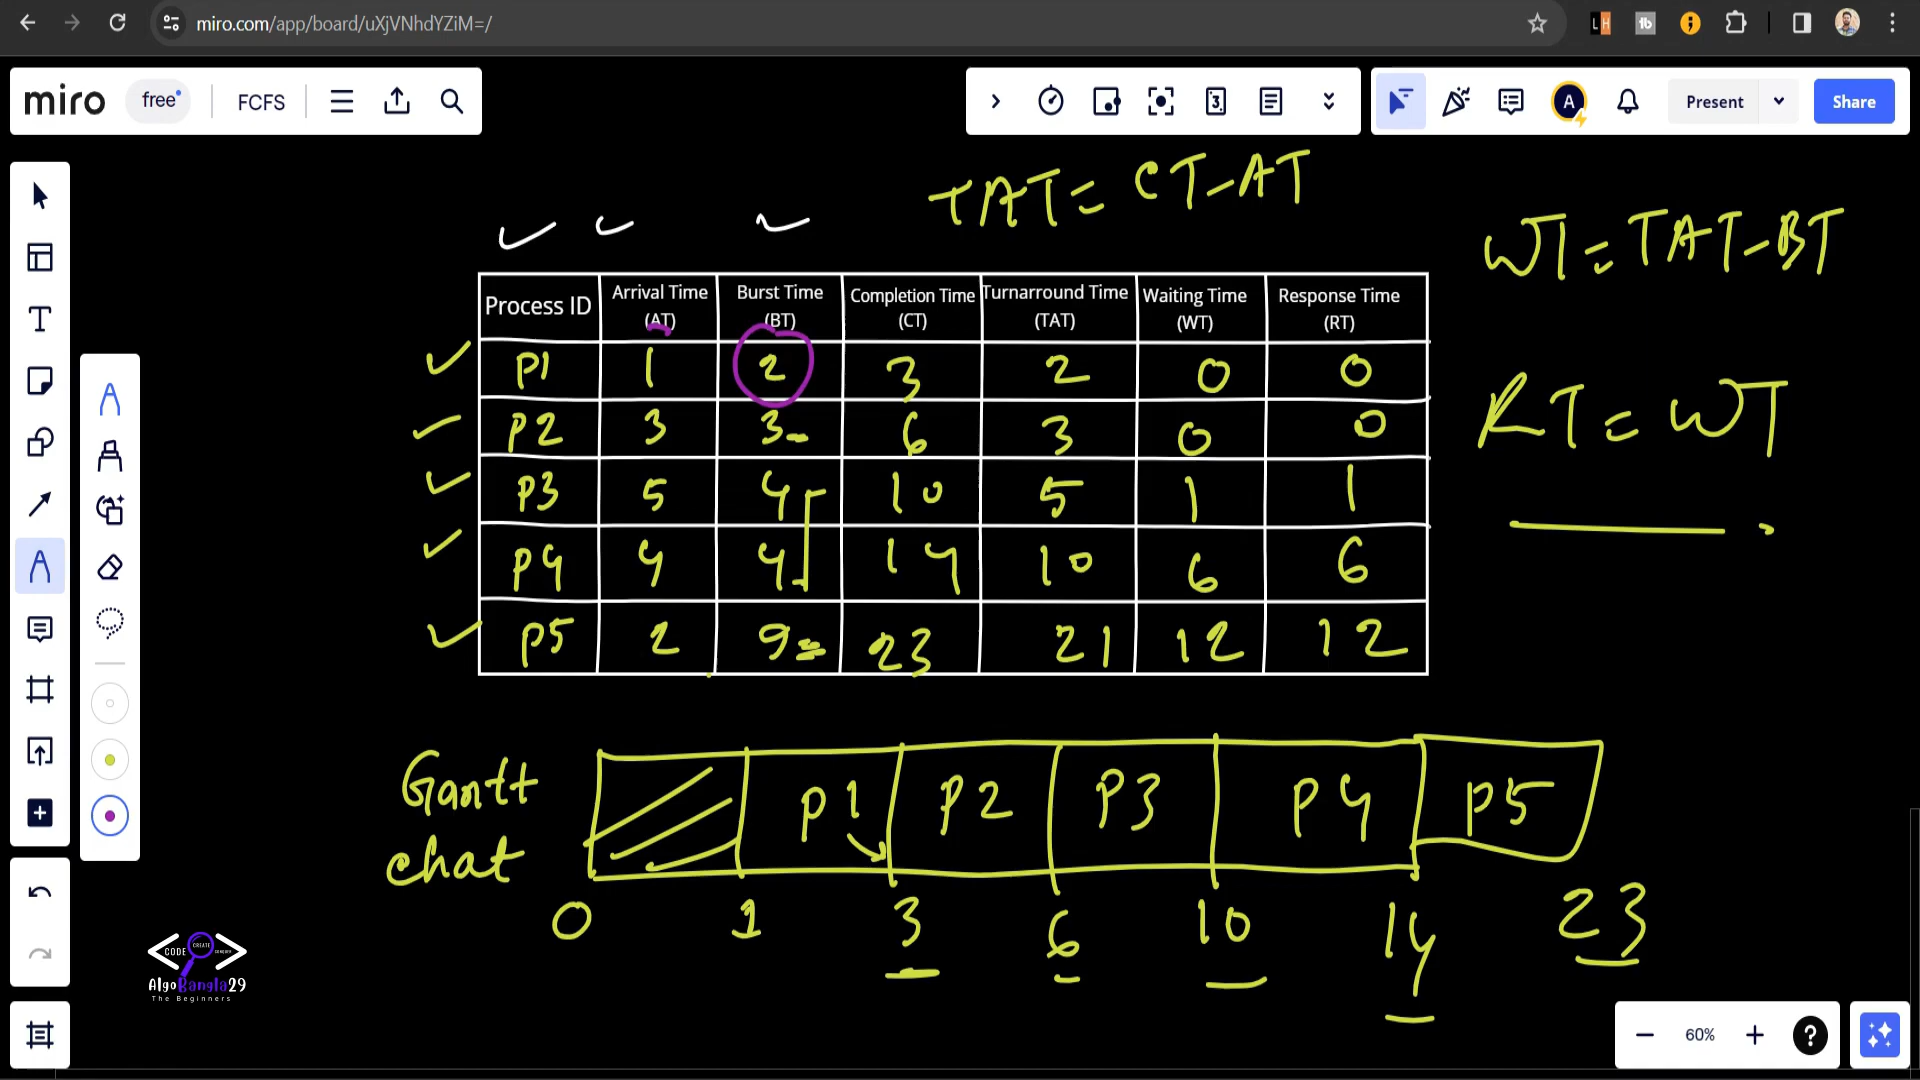 miro.com/app/board/uXjVNhdYZiM=/
miro free FCFS
3
A
Present
Share
TAT = CT-AT
WT = TAT-BT
Process ID Arrival Time (AT) Burst Time (BT) Completion Time (CT) Turnarround Time (TAT) Waiting Time (WT) Response Time (RT)
P1 1 2 3 2 0 0
P2 3 3 6 3 0 0
P3 5 4 10 5 1 1
P4 4 4 14 10 6 6
P5 2 9 23 21 12 12
RT = WT
Gantt
chat
P1 P2 P3 P4 P5
0 1 3 6 10 14 23
CODE CREATE
AlgoBangla29
The Beginners
60%